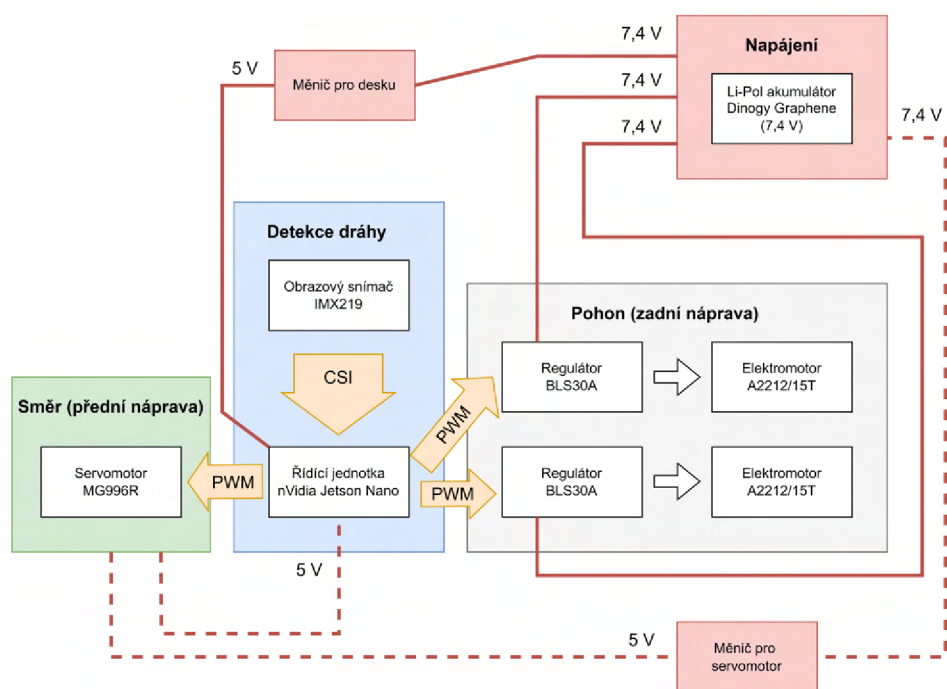 7,4 V
Napájení
5 V
Měnič pro desku
7,4 V
Li-Pol akumulátor
Dinogy Graphene
(7,4 V)
7,4 V
7,4 V
Detekce dráhy
Obrazový snímač
IMX219
Pohon (zadní náprava)
CSI
Regulátor
BLS30A
Elektromotor
A2212/15T
Směr (přední náprava)
PWM
Servomotor
MG996R
PWM
Řídící jednotka
nVidia Jetson Nano
PWM
Regulátor
BLS30A
Elektromotor
A2212/15T
5 V
5 V
Měnič pro
servomotor